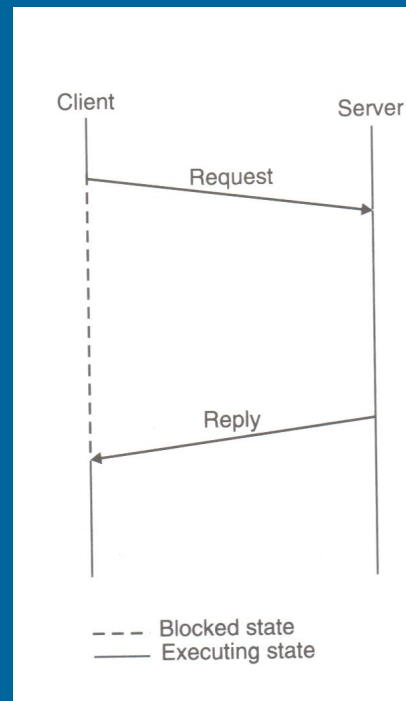 Client
Server
Request
Reply
Blocked state
Executing state